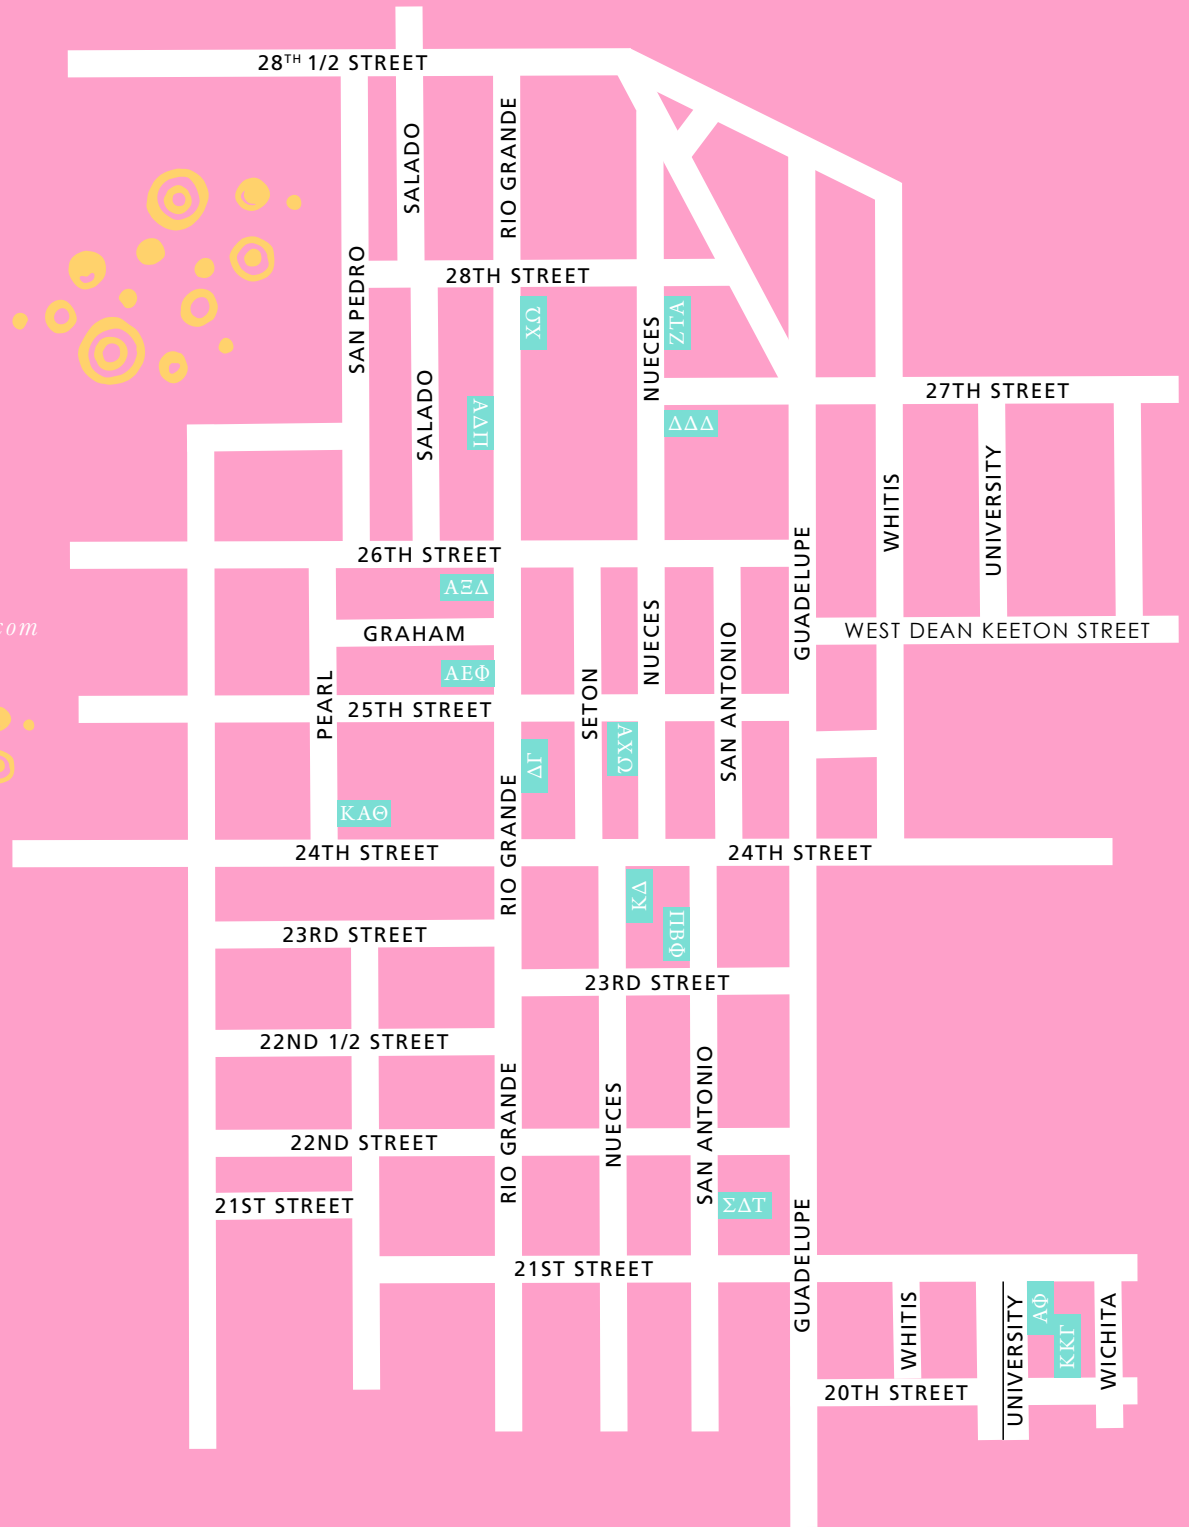 28TH 1/2 STREET
SALADO
RIO GRANDE
SAN PEDRO
28TH STREET
ΧΩ
ΖΤΑ
NUECES
SALADO
ΑΔΠ
27TH STREET
ΔΔΔ
UNIVERSITY
WHITIS
GUADELUPE
26TH STREET
ΑΞΔ
com
GRAHAM
NUECES
SAN ANTONIO
WEST DEAN KEETON STREET
ΑΕΦ
PEARL
SETON
25TH STREET
ΑΧΩ
ΔΓ
RIO GRANDE
ΚΑΘ
24TH STREET
24TH STREET
ΚΔ
ΠΒΦ
23RD STREET
23RD STREET
22ND 1/2 STREET
RIO GRANDE
NUECES
SAN ANTONIO
22ND STREET
21ST STREET
ΣΔΤ
GUADELUPE
21ST STREET
WHITIS
UNIVERSITY
ΑΦ
ΚΚΓ
WICHITA
20TH STREET